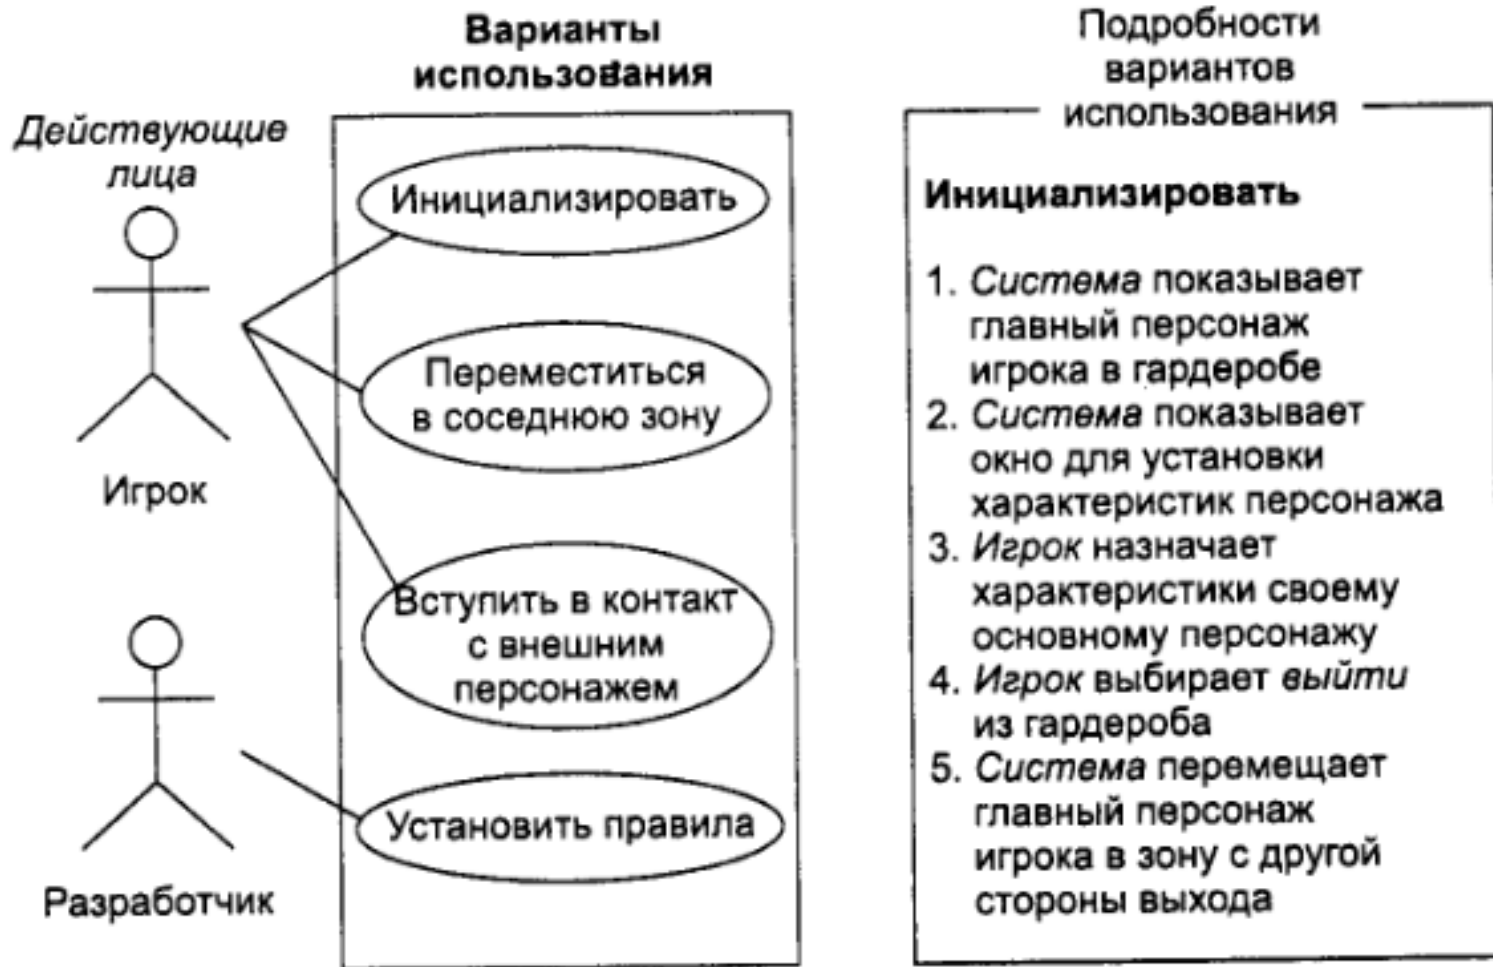 Варианты
использования
Действующие
лица
Инициализировать
Переместиться
в соседнюю зону
Игрок
Вступить в контакт
с внешним
персонажем
Установить правила
Разработчик
Подробности
вариантов
использования
Инициализировать
1. Система показывает
главный персонаж
игрока в гардеробе
2. Система показывает
окно для установки
характеристик персонажа
3. Игрок назначает
характеристики своему
основному персонажу
4. Игрок выбирает выйти
из гардероба
5. Система перемещает
главный персонаж
игрока в зону с другой
стороны выхода